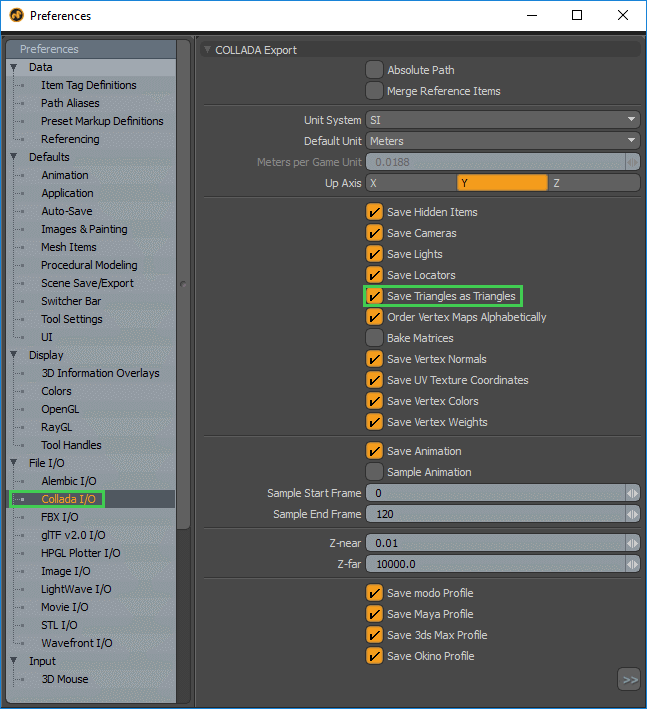 Preferences
Preferences
Data
Item Tag Definitions
Path Aliases
Preset Markup Definitions
Referencing
Defaults
Animation
Application
Auto-Save
Images & Painting
Mesh Items
Procedural Modeling
Scene Save/Export
Switcher Bar
Tool Settings
UI
Display
3D Information Overlays
Colors
OpenGL
RayGL
Tool Handles
File I/O
Alembic I/O
Collada I/O
FBX I/O
glTF v2.0 I/O
HPGL Plotter I/O
Image I/O
LightWave I/O
Movie I/O
STL I/O
Wavefront I/O
Input
3D Mouse
COLLADA Export
Absolute Path
Merge Reference Items
Unit System SI
Default Unit Meters
Meters per Game Unit 0.0188
Up Axis X Y Z
Save Hidden Items
Save Cameras
Save Lights
Save Locators
Save Triangles as Triangles
Order Vertex Maps Alphabetically
Bake Matrices
Save Vertex Normals
Save UV Texture Coordinates
Save Vertex Colors
Save Vertex Weights
Save Animation
Sample Animation
Sample Start Frame 0
Sample End Frame 120
Z-near 0.01
Z-far 10000.0
Save modo Profile
Save Maya Profile
Save 3ds Max Profile
Save Okino Profile
>>